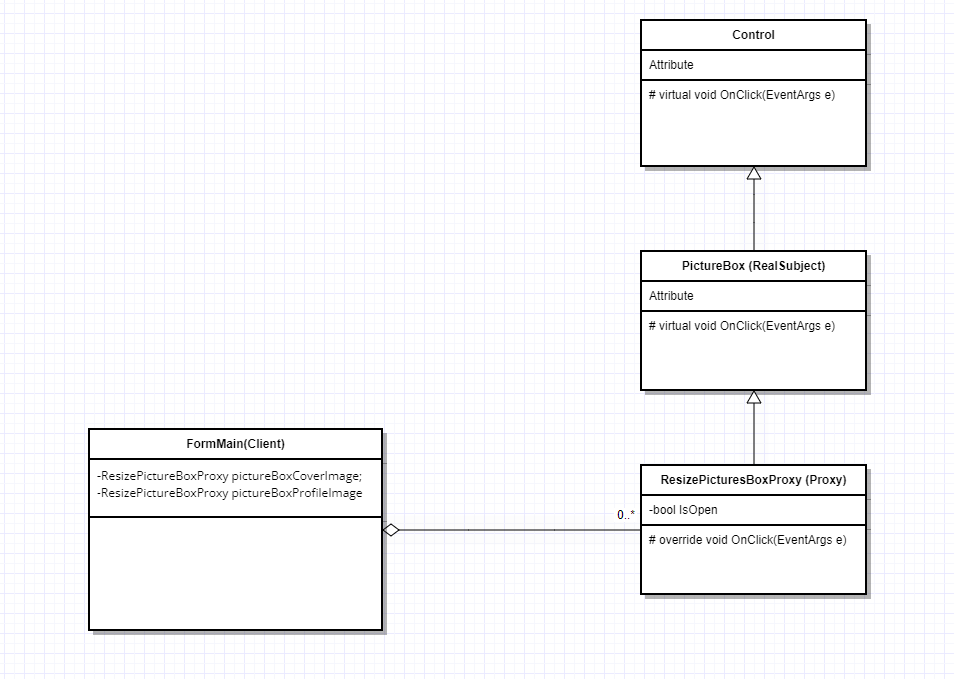 Control
Attribute
# virtual void OnClick(EventArgs e)
PictureBox (RealSubject)
Attribute
# virtual void OnClick(EventArgs e)
FormMain(Client)
-ResizePictureBoxProxy pictureBoxCoverImage;
-ResizePictureBoxProxy pictureBoxProfileImage
0..*
ResizePicturesBoxProxy (Proxy)
-bool IsOpen
# override void OnClick(EventArgs e)